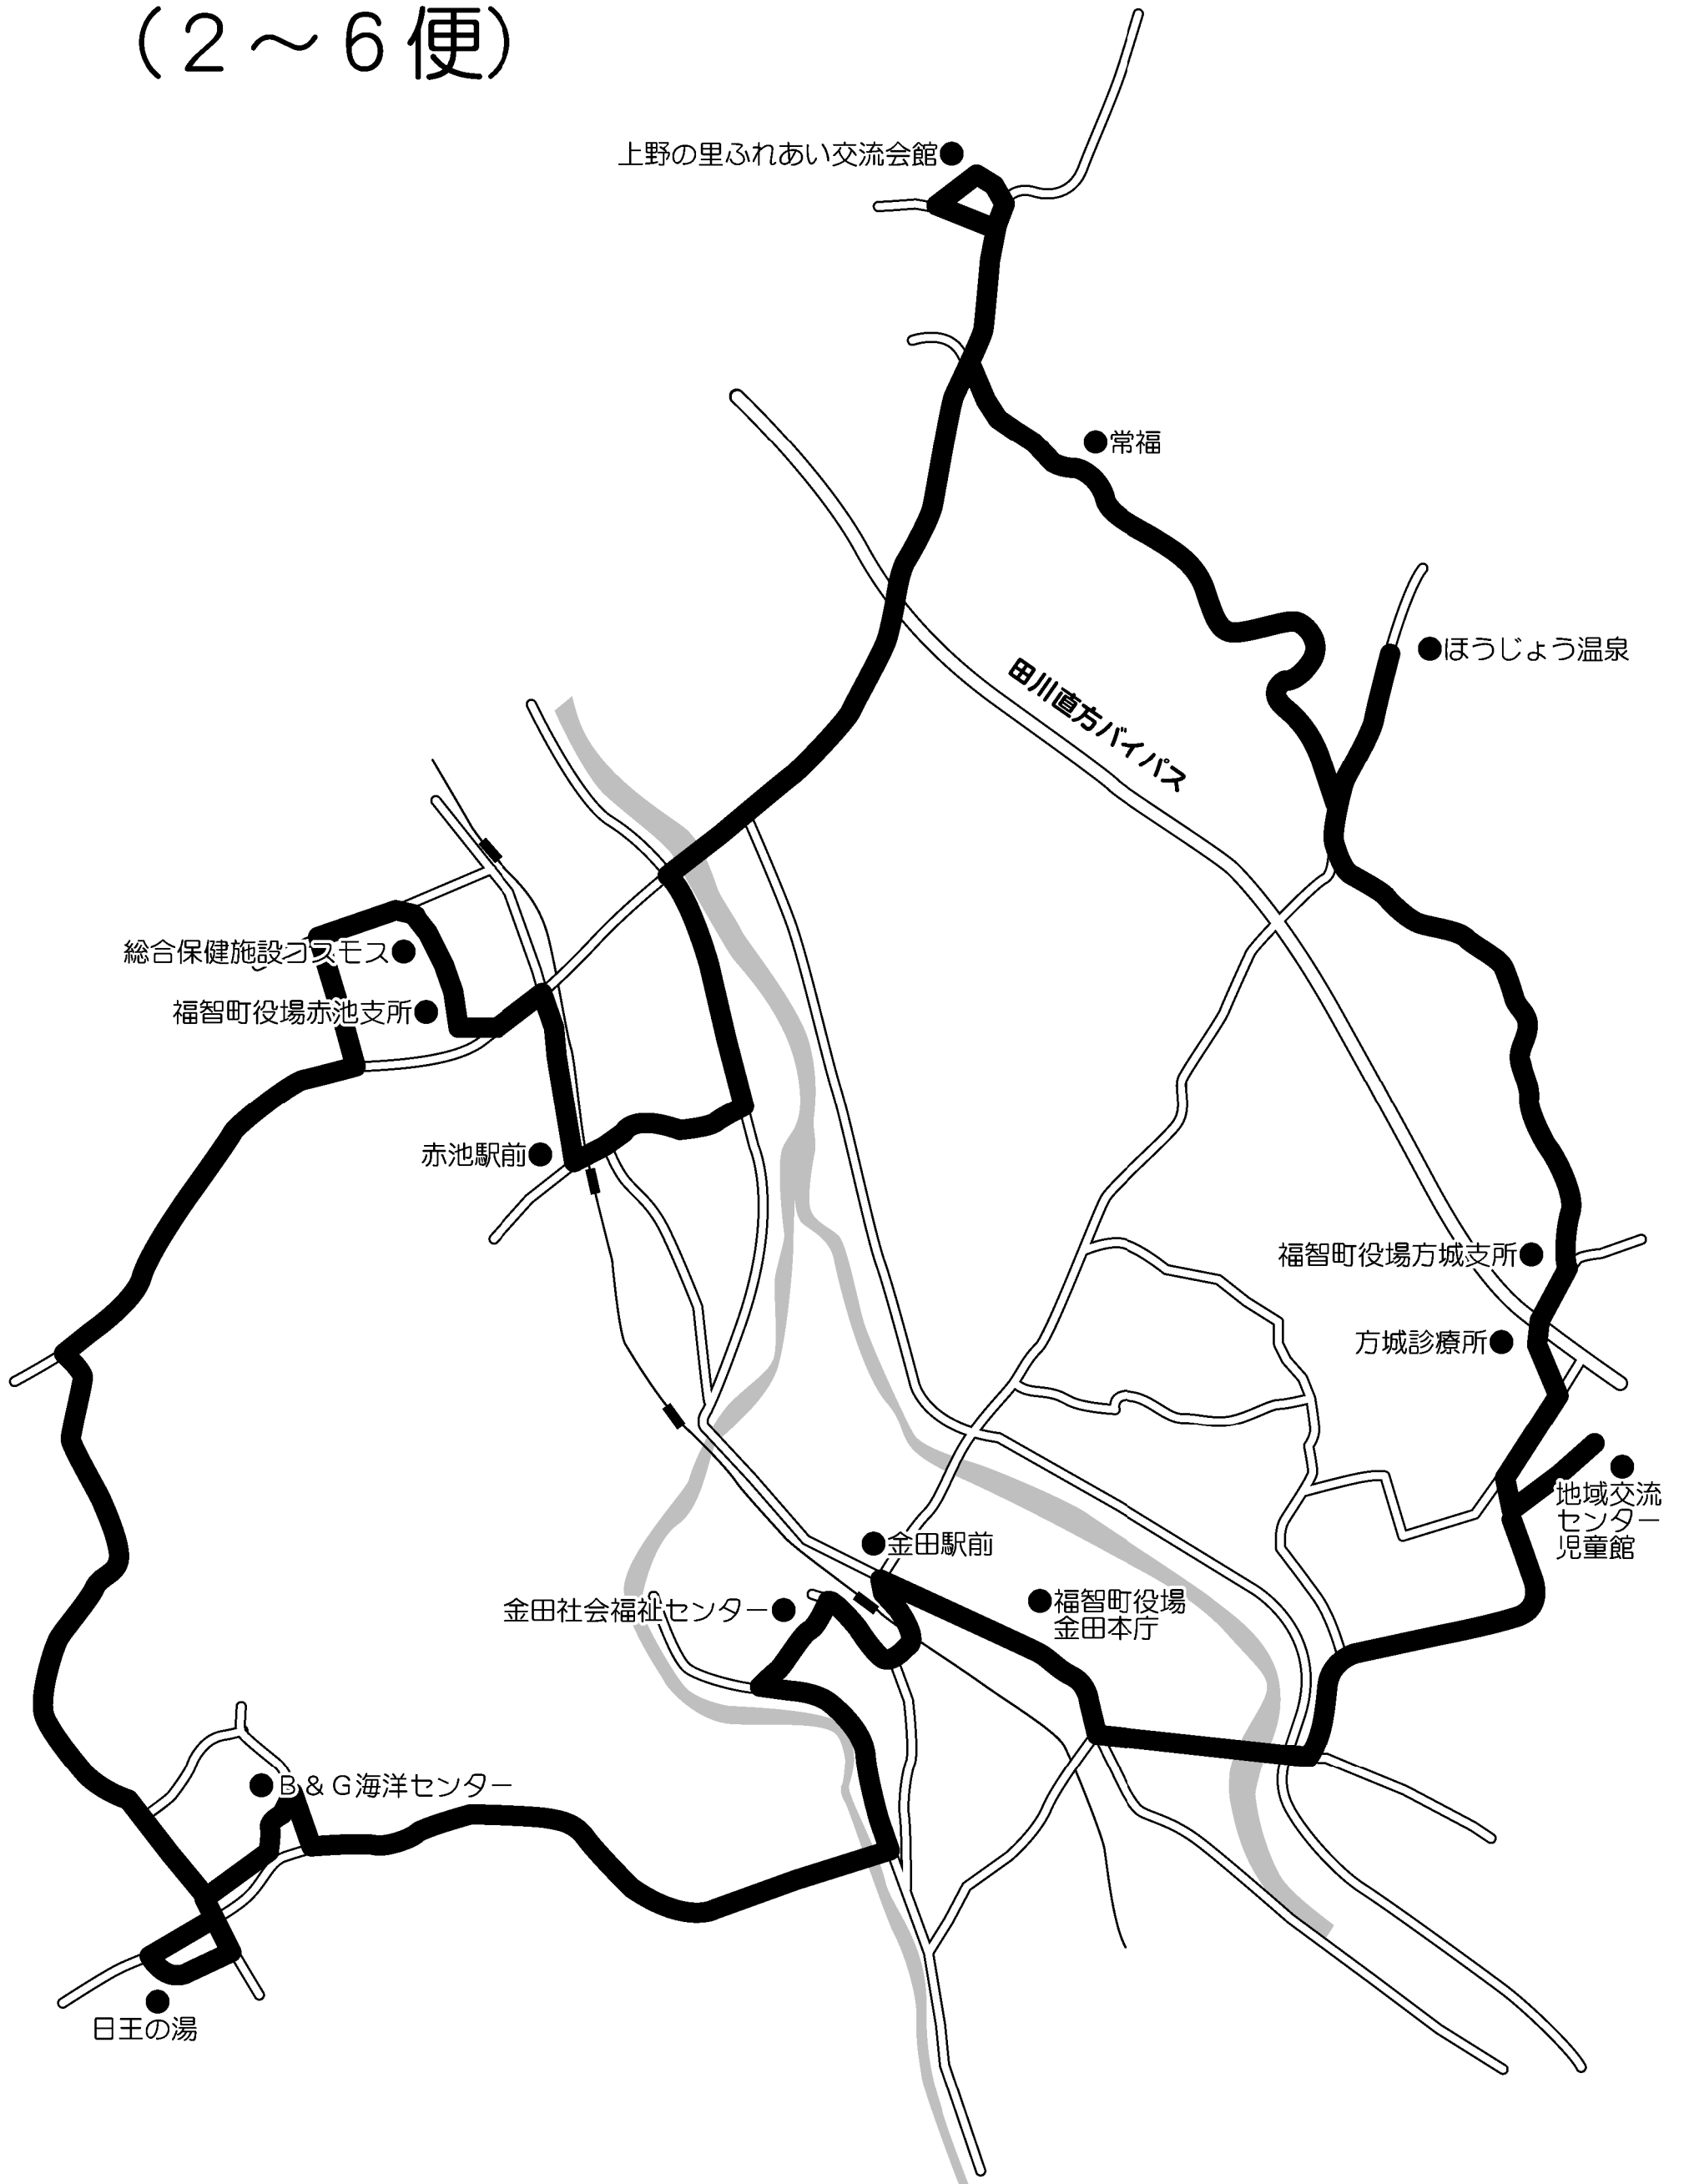 （２～６便）
上野の里ふれあい交流会館
常福
ほうじょう温泉
田川直方バイパス
総合保健施設コスモス
福智町役場赤池支所
赤池駅前
福智町役場方城支所
方城診療所
地域交流
センター
児童館
金田駅前
福智町役場
金田本庁
金田社会福祉センター
Ｂ＆Ｇ海洋センター
日王の湯